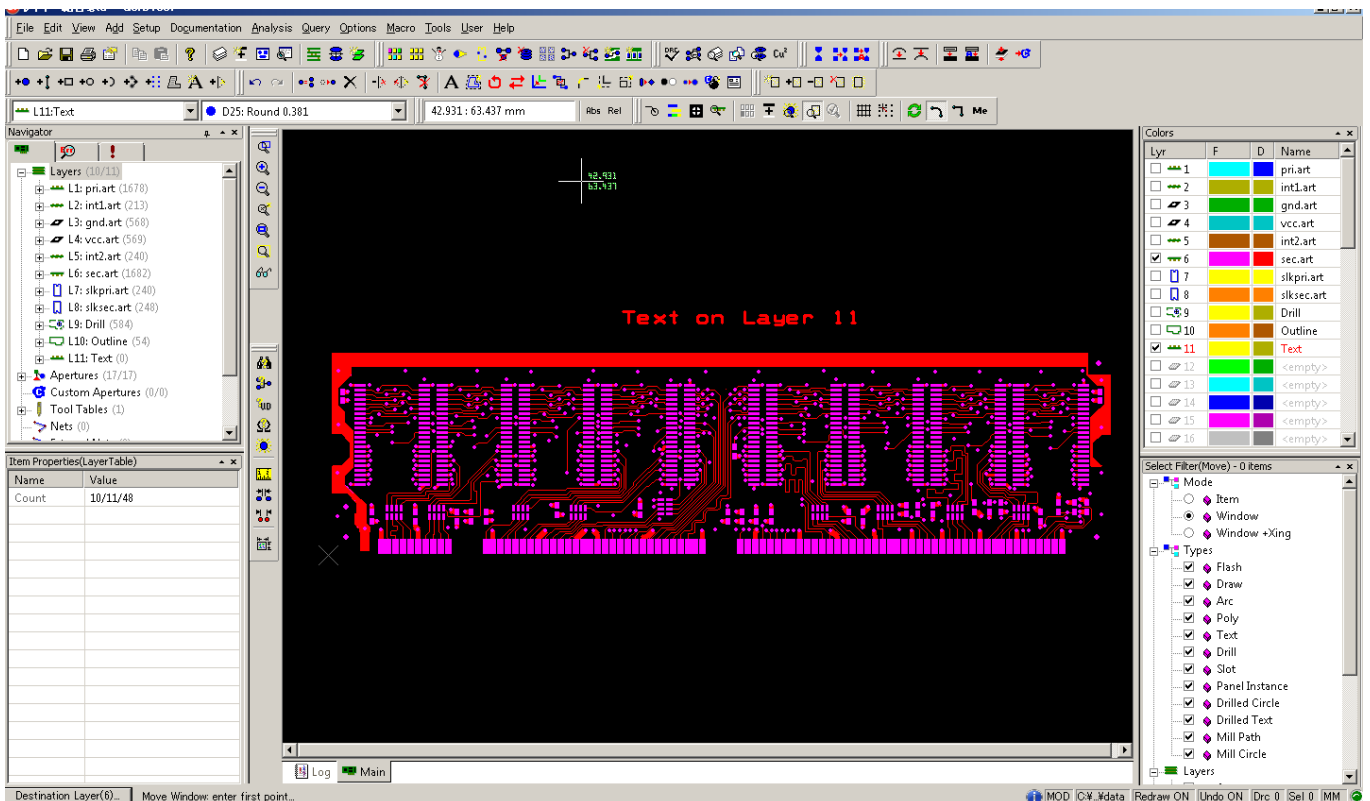 File Edit View Add Setup Documentation Analysis Query Options Macro Tools User Help
L11:Text
D25: Round 0.381
42.931 : 63.437 mm
Abs Rel
Me
Navigator
Layers (10/11)
L1: pri.art (1678)
L2: int1.art (213)
L3: gnd.art (568)
L4: vcc.art (569)
L5: int2.art (240)
L6: sec.art (1682)
L7: slkpri.art (240)
L8: slksec.art (248)
L9: Drill (584)
L10: Outline (54)
L11: Text (0)
Apertures (17/17)
Custom Apertures (0/0)
Tool Tables (1)
Nets (0)
Item Properties(LayerTable)
Name Value
Count 10/11/48
42.931
63.437
Text on Layer 11
Log Main
Colors
Lyr F D Name
1 pri.art
2 int1.art
3 gnd.art
4 vcc.art
5 int2.art
6 sec.art
7 slkpri.art
8 slksec.art
9 Drill
10 Outline
11 Text
12 <empty>
13 <empty>
14 <empty>
15 <empty>
16 <empty>
Select Filter(Move) - 0 items
Mode
Item
Window
Window +Xing
Types
Flash
Draw
Arc
Poly
Text
Drill
Slot
Panel Instance
Drilled Circle
Drilled Text
Mill Path
Mill Circle
Layers
Destination Layer(6)... Move Window: enter first point...
MOD C:¥..¥data Redraw ON Undo ON Drc 0 Sel 0 MM